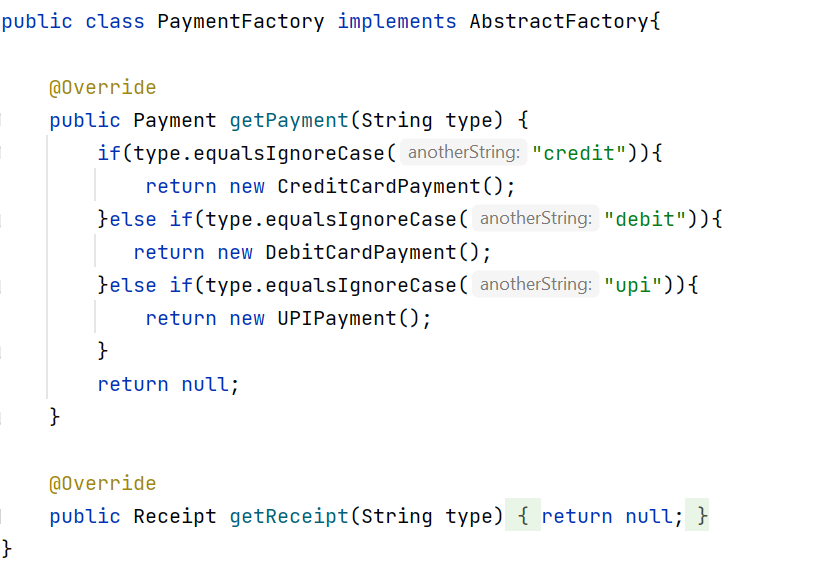 public class PaymentFactory implements AbstractFactory{
@Override
public Payment getPayment(String type) {
if(type.equalsIgnoreCase( anotherString: "credit")){
return new CreditCardPayment();
}else if(type.equalsIgnoreCase( anotherString: "debit")){
return new DebitCardPayment();
}else if(type.equalsIgnoreCase( anotherString: "upi")){
return new UPIPayment();
}
return null;
}
@Override
public Receipt getReceipt(String type) { return null; }
}